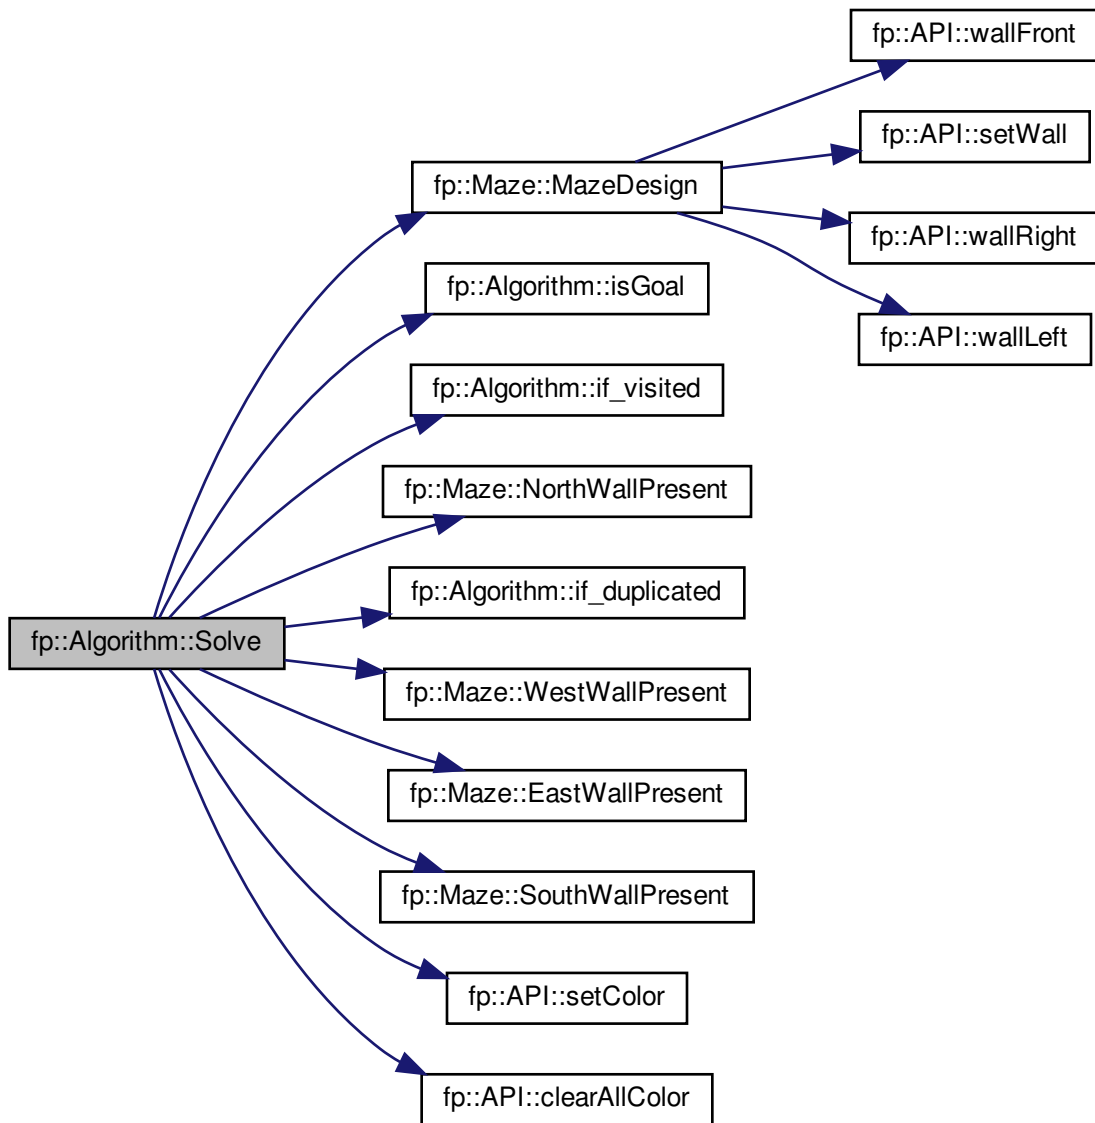 fp::Algorithm::Solve
fp::Maze::MazeDesign
fp::API::wallFront
fp::API::setWall
fp::API::wallRight
fp::API::wallLeft
fp::Algorithm::isGoal
fp::Algorithm::if_visited
fp::Maze::NorthWallPresent
fp::Algorithm::if_duplicated
fp::Maze::WestWallPresent
fp::Maze::EastWallPresent
fp::Maze::SouthWallPresent
fp::API::setColor
fp::API::clearAllColor